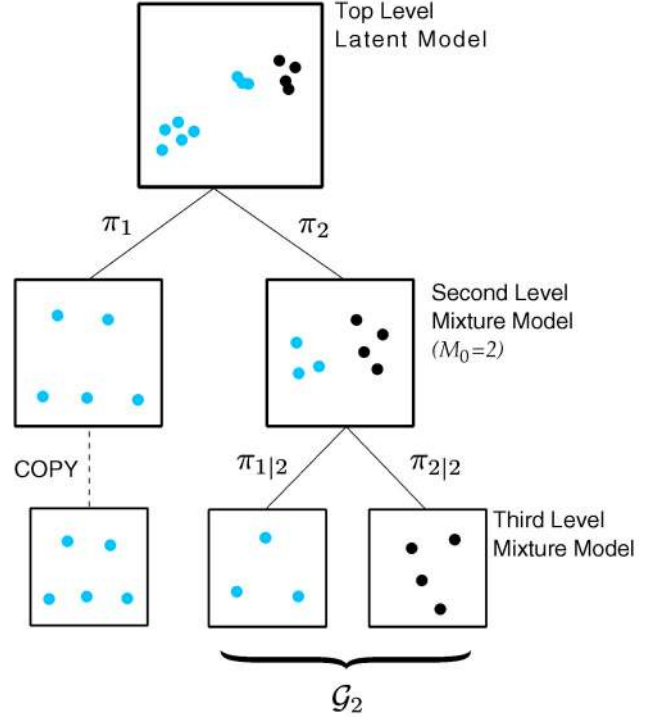 Top Level
Latent Model
π₁
π₂
Second Level
Mixture Model
(M₀=2)
COPY
π₁|₂
π₂|₂
Third Level
Mixture Model
𝒢₂